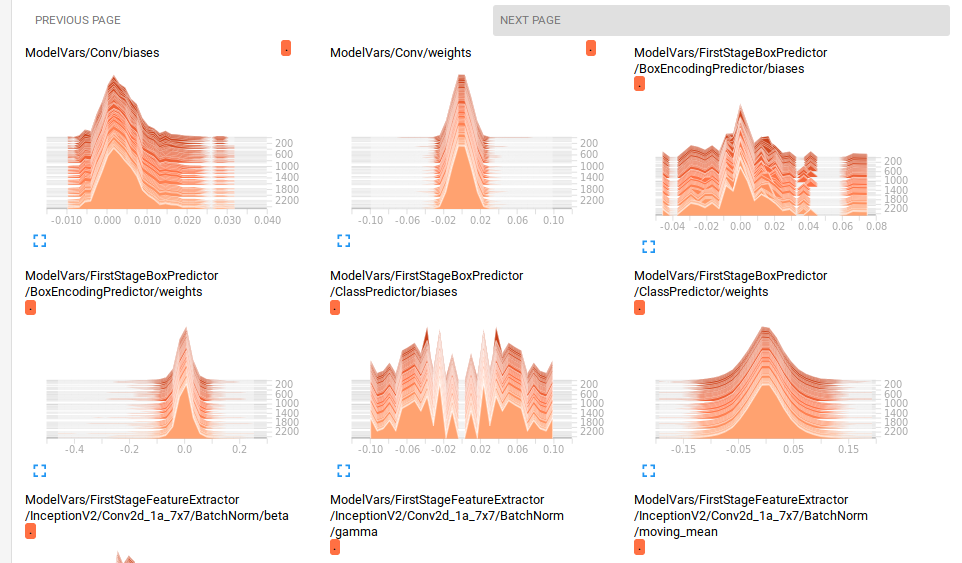 PREVIOUS PAGE
NEXT PAGE
ModelVars/Conv/biases
.
ModelVars/Conv/weights
.
ModelVars/FirstStageBoxPredictor
/BoxEncodingPredictor/biases
.
200
600
1000
1400
1800
2200
-0.010 0.000 0.010 0.020 0.030 0.040
200
600
1000
1400
1800
2200
-0.10 -0.06 -0.02 0.02 0.06 0.10
200
600
1000
1400
1800
2200
-0.04 -0.02 0.00 0.02 0.04 0.06 0.08
ModelVars/FirstStageBoxPredictor
/BoxEncodingPredictor/weights
.
ModelVars/FirstStageBoxPredictor
/ClassPredictor/biases
.
ModelVars/FirstStageBoxPredictor
/ClassPredictor/weights
.
200
600
1000
1400
1800
2200
-0.4 -0.2 0.0 0.2
200
600
1000
1400
1800
2200
-0.10 -0.06 -0.02 0.02 0.06 0.10
200
600
1000
1400
1800
2200
-0.15 -0.05 0.05 0.15
ModelVars/FirstStageFeatureExtractor
/InceptionV2/Conv2d_1a_7x7/BatchNorm/beta
.
ModelVars/FirstStageFeatureExtractor
/InceptionV2/Conv2d_1a_7x7/BatchNorm
/gamma
.
ModelVars/FirstStageFeatureExtractor
/InceptionV2/Conv2d_1a_7x7/BatchNorm
/moving_mean
.